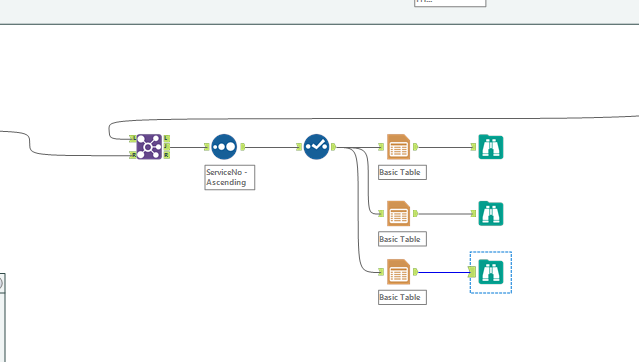 ServiceNo -
Ascending
Basic Table
Basic Table
Basic Table
L
R
L
J
R